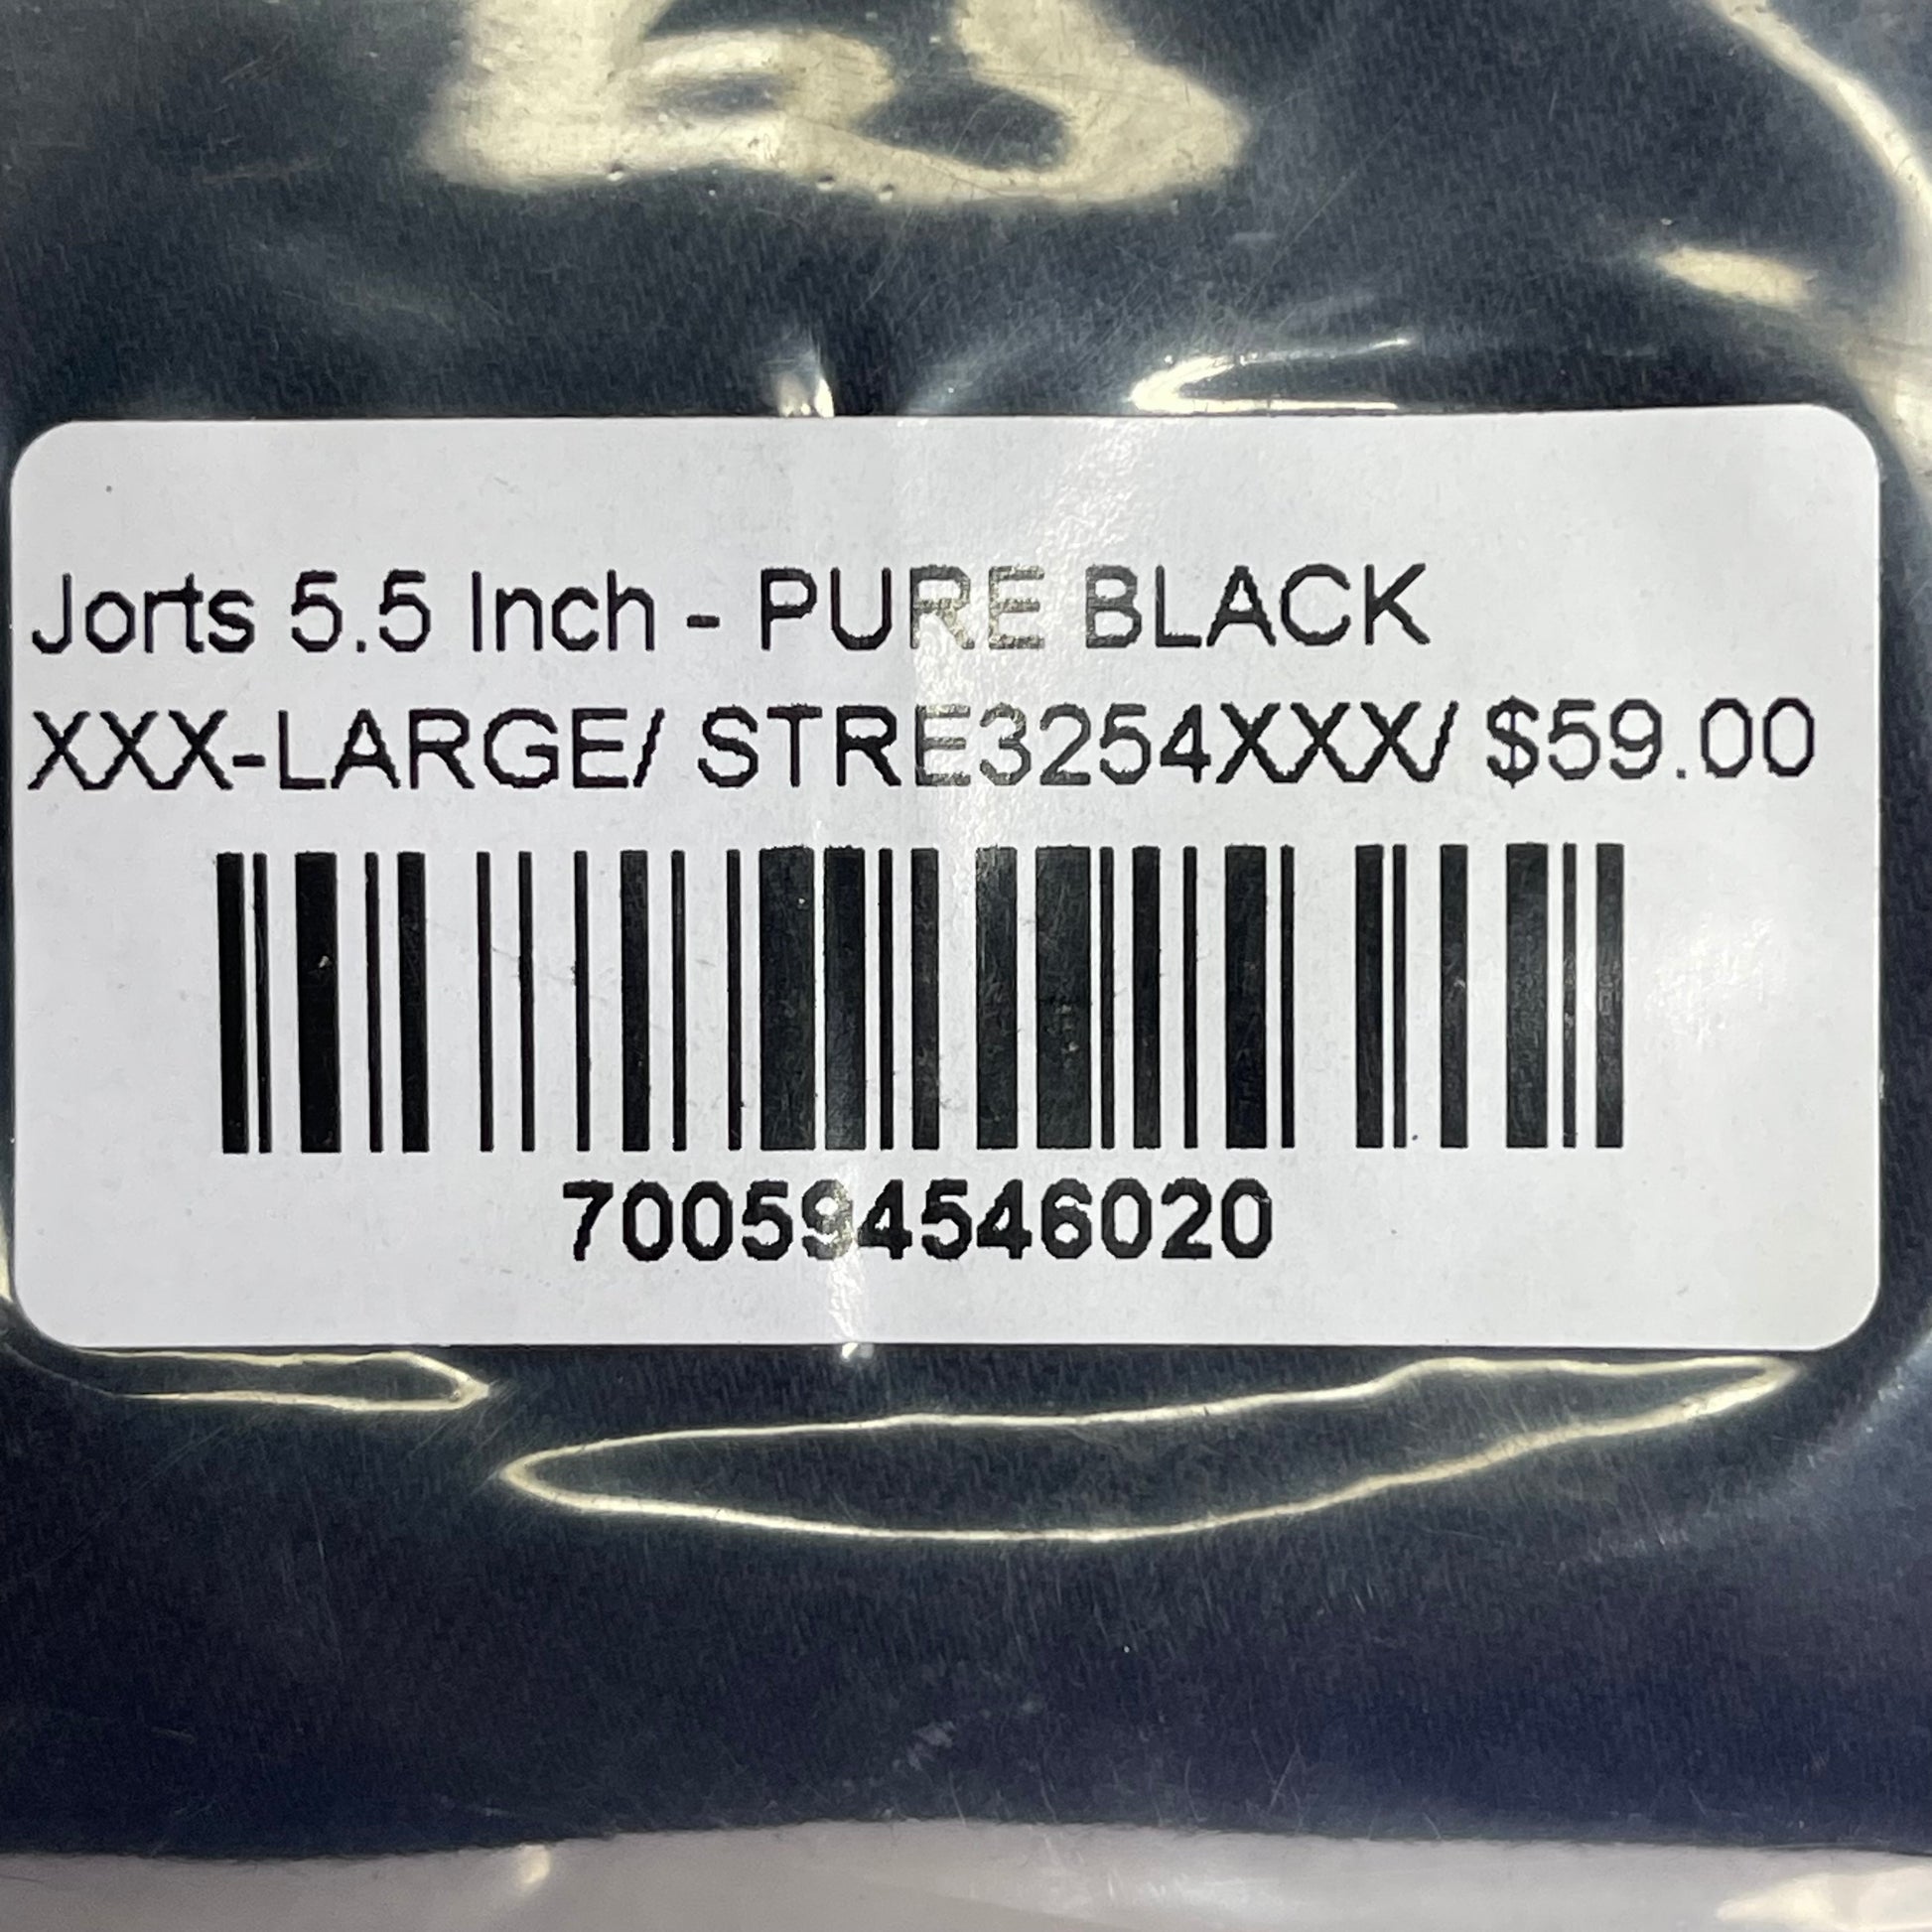 Jorts 5.5 Inch - PURE BLACK
XXX-LARGE/ STRE3254XXX/ $59.00
700594546020